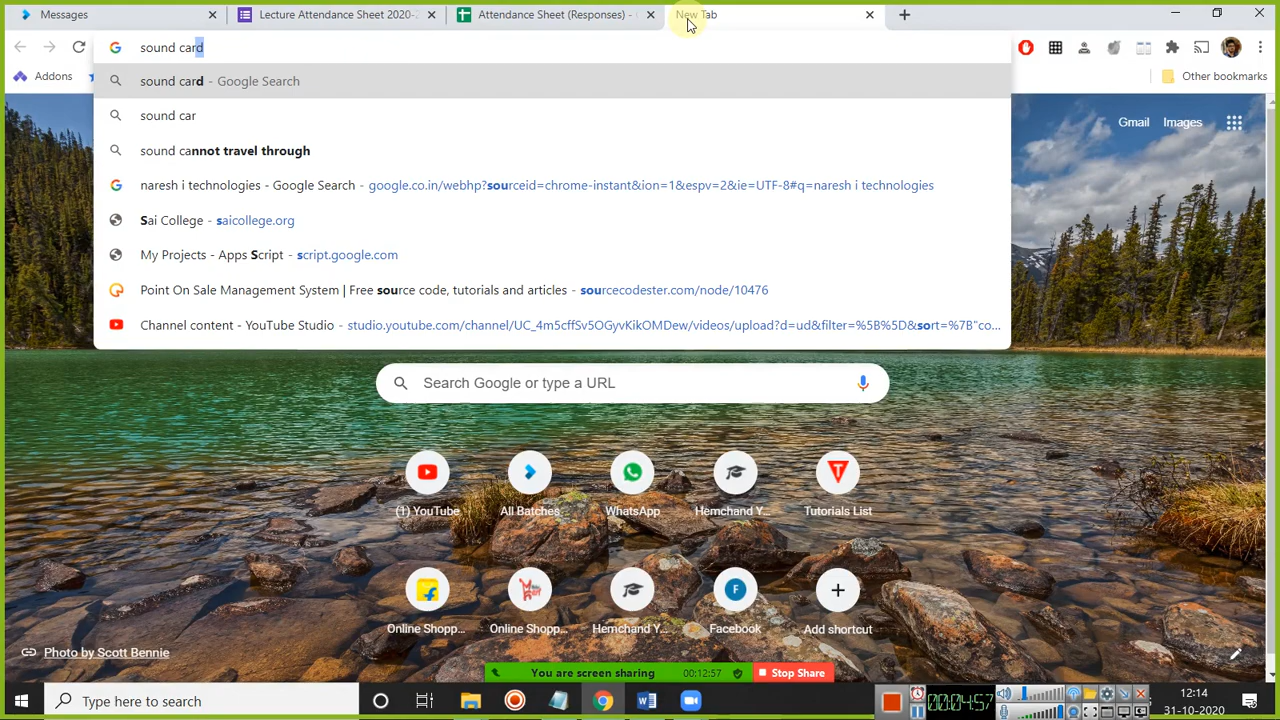 Messages
Lecture Attendance Sheet 2020-
Attendance Sheet (Responses) -
New Tab
sound card
Addons
Other bookmarks
sound card - Google Search
sound car
sound cannot travel through
naresh i technologies - Google Search - google.co.in/webhp?sourceid=chrome-instant&ion=1&espv=2&ie=UTF-8#q=naresh i technologies
Sai College - saicollege.org
My Projects - Apps Script - script.google.com
Point On Sale Management System | Free source code, tutorials and articles - sourcecodester.com/node/10476
Channel content - YouTube Studio - studio.youtube.com/channel/UC_4m5cffSv5OGyvKikOMDew/videos/upload?d=ud&filter=%5B%5D&sort=%7B"co...
Gmail Images
Search Google or type a URL
(1) YouTube
All Batches
WhatsApp
Hemchand Y...
Tutorials List
Online Shopp...
Online Shopp...
Hemchand Y...
Facebook
Add shortcut
Photo by Scott Bennie
You are screen sharing 00:12:57 Stop Share
Type here to search
00:04:57
12:14
31-10-2020